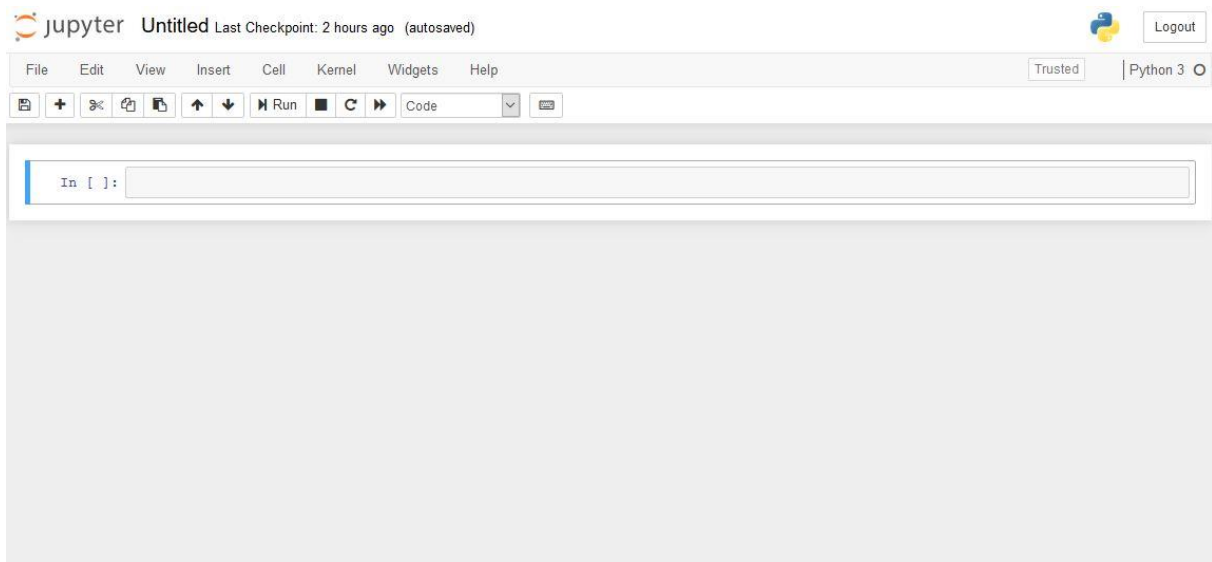 jupyter Untitled Last Checkpoint: 2 hours ago (autosaved) Logout
File Edit View Insert Cell Kernel Widgets Help Trusted Python 3
Run Code
In [ ]: